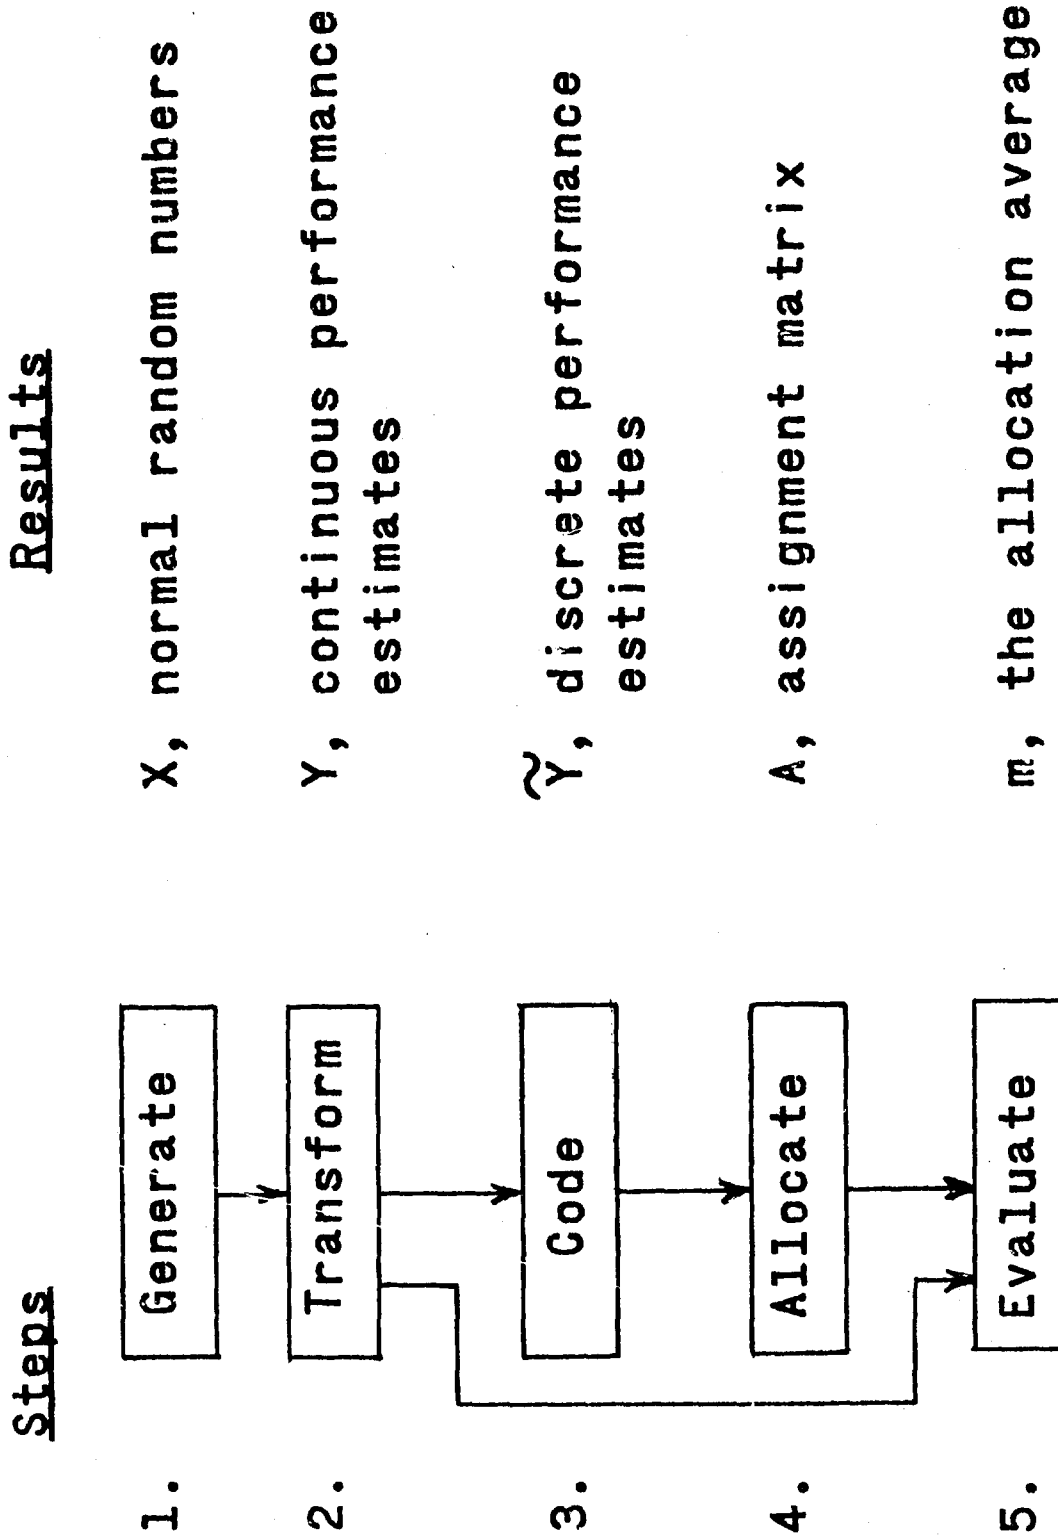 Steps
Results
1.
Generate
X, normal random numbers
2.
Transform
Y, continuous performance
estimates
3.
Code
Ỹ, discrete performance
estimates
4.
Allocate
A, assignment matrix
5.
Evaluate
m, the allocation average